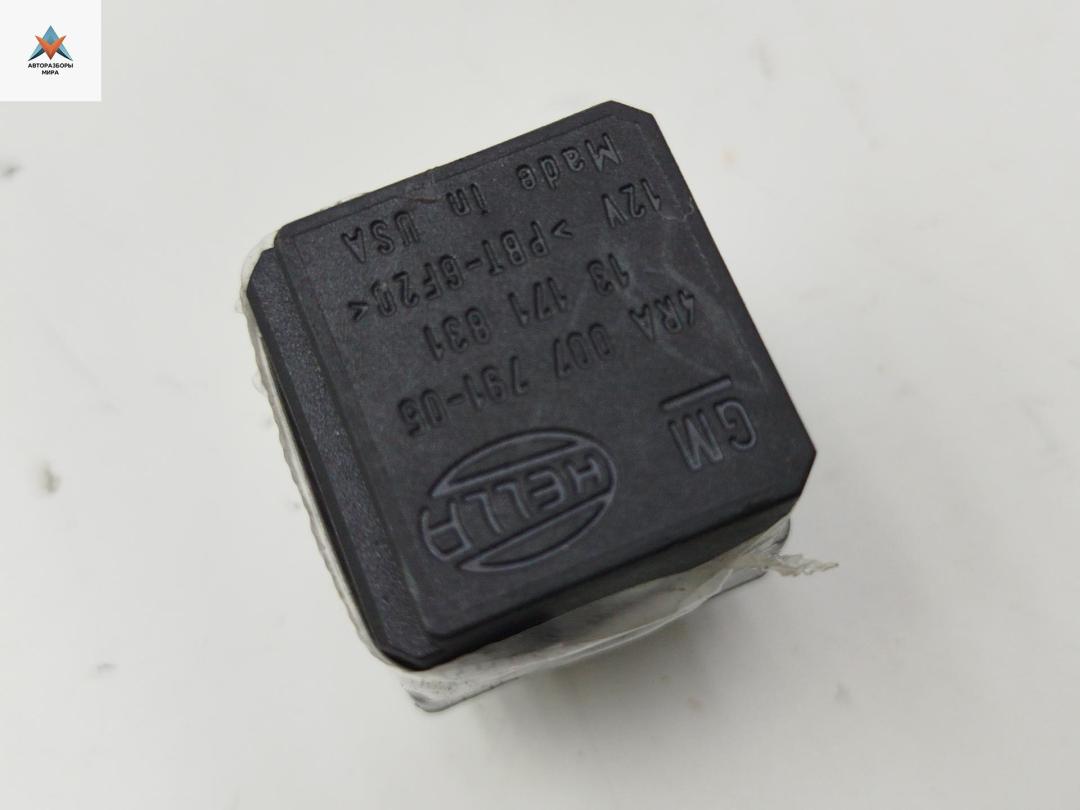 АВТОРАЗБОРЫ
МИРА
GM
HELLA
4RA 007 791-05
13 171 831
12V >PBT-GF20<
Made in USA